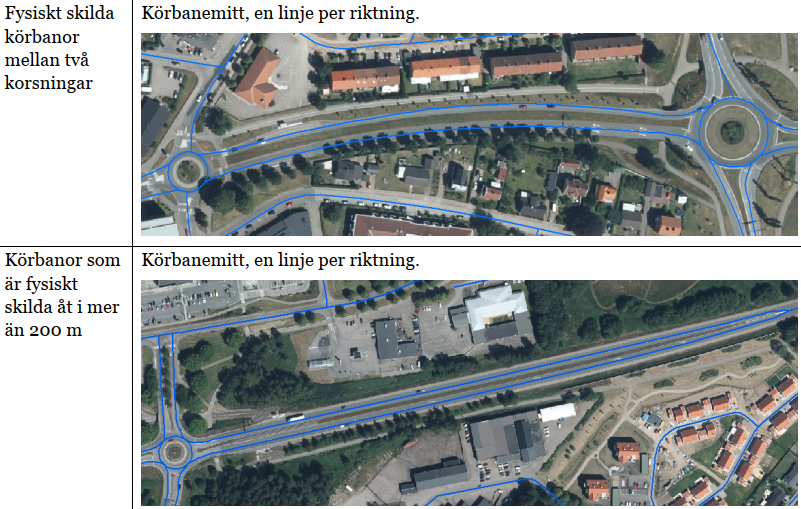 Fysiskt skilda
körbanor
mellan två
korsningar
Körbanemitt, en linje per riktning.
Körbanor som
är fysiskt
skilda åt i mer
än 200 m
Körbanemitt, en linje per riktning.